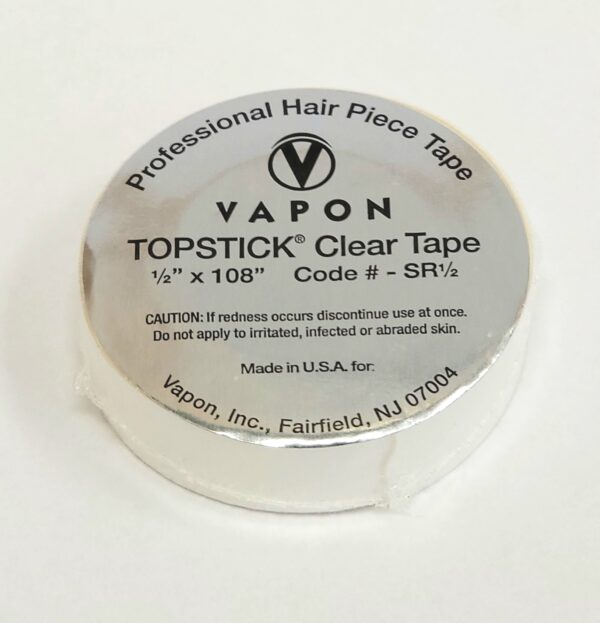 Professional Hair Piece Tape
V
VAPON
TOPSTICK® Clear Tape
½” x 108” Code # - SR½
CAUTION: If redness occurs discontinue use at once.
Do not apply to irritated, infected or abraded skin.
Made in U.S.A. for:
Vapon, Inc., Fairfield, NJ 07004